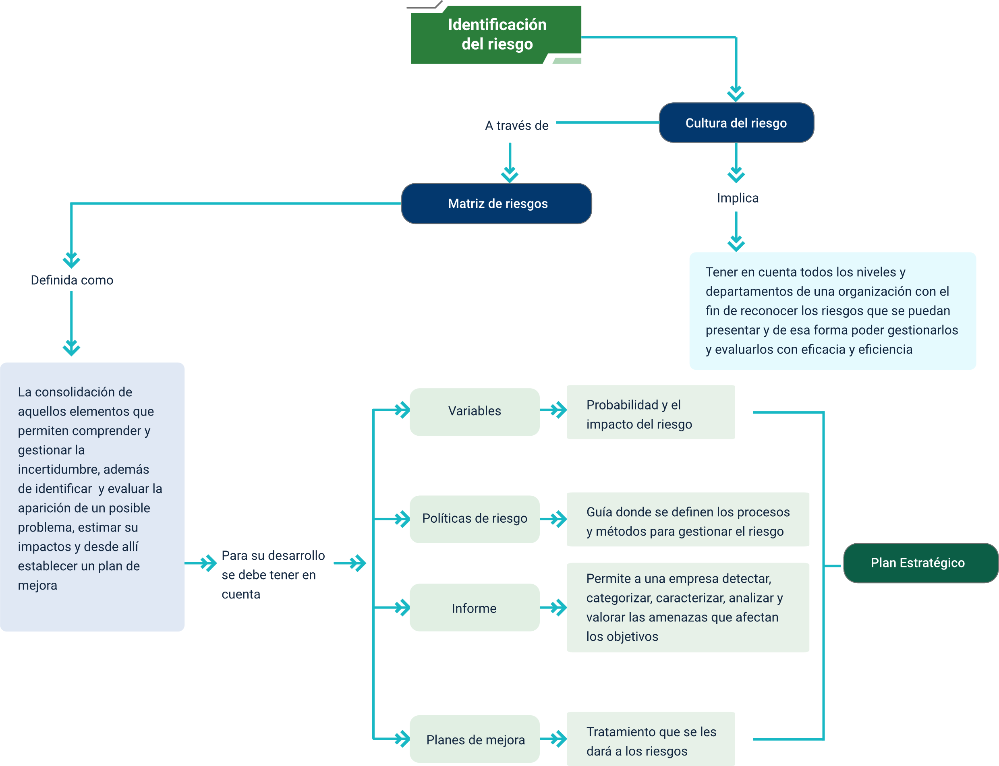 Identificación
del riesgo
Cultura del riesgo
A través de
Matriz de riesgos
Implica
Tener en cuenta todos los niveles y
departamentos de una organización con el
fin de reconocer los riesgos que se puedan
presentar y de esa forma poder gestionarlos
y evaluarlos con eficacia y eficiencia
Definida como
La consolidación de
aquellos elementos que
permiten comprender y
gestionar la
incertidumbre, además
de identificar  y evaluar la
aparición de un posible
problema, estimar su
impactos y desde allí
establecer un plan de
mejora
Para su desarrollo
se debe tener en
cuenta
Variables
Probabilidad y el
impacto del riesgo
Políticas de riesgo
Guía donde se definen los procesos
y métodos para gestionar el riesgo
Informe
Permite a una empresa detectar,
categorizar, caracterizar, analizar y
valorar las amenazas que afectan
los objetivos
Planes de mejora
Tratamiento que se les
dará a los riesgos
Plan Estratégico